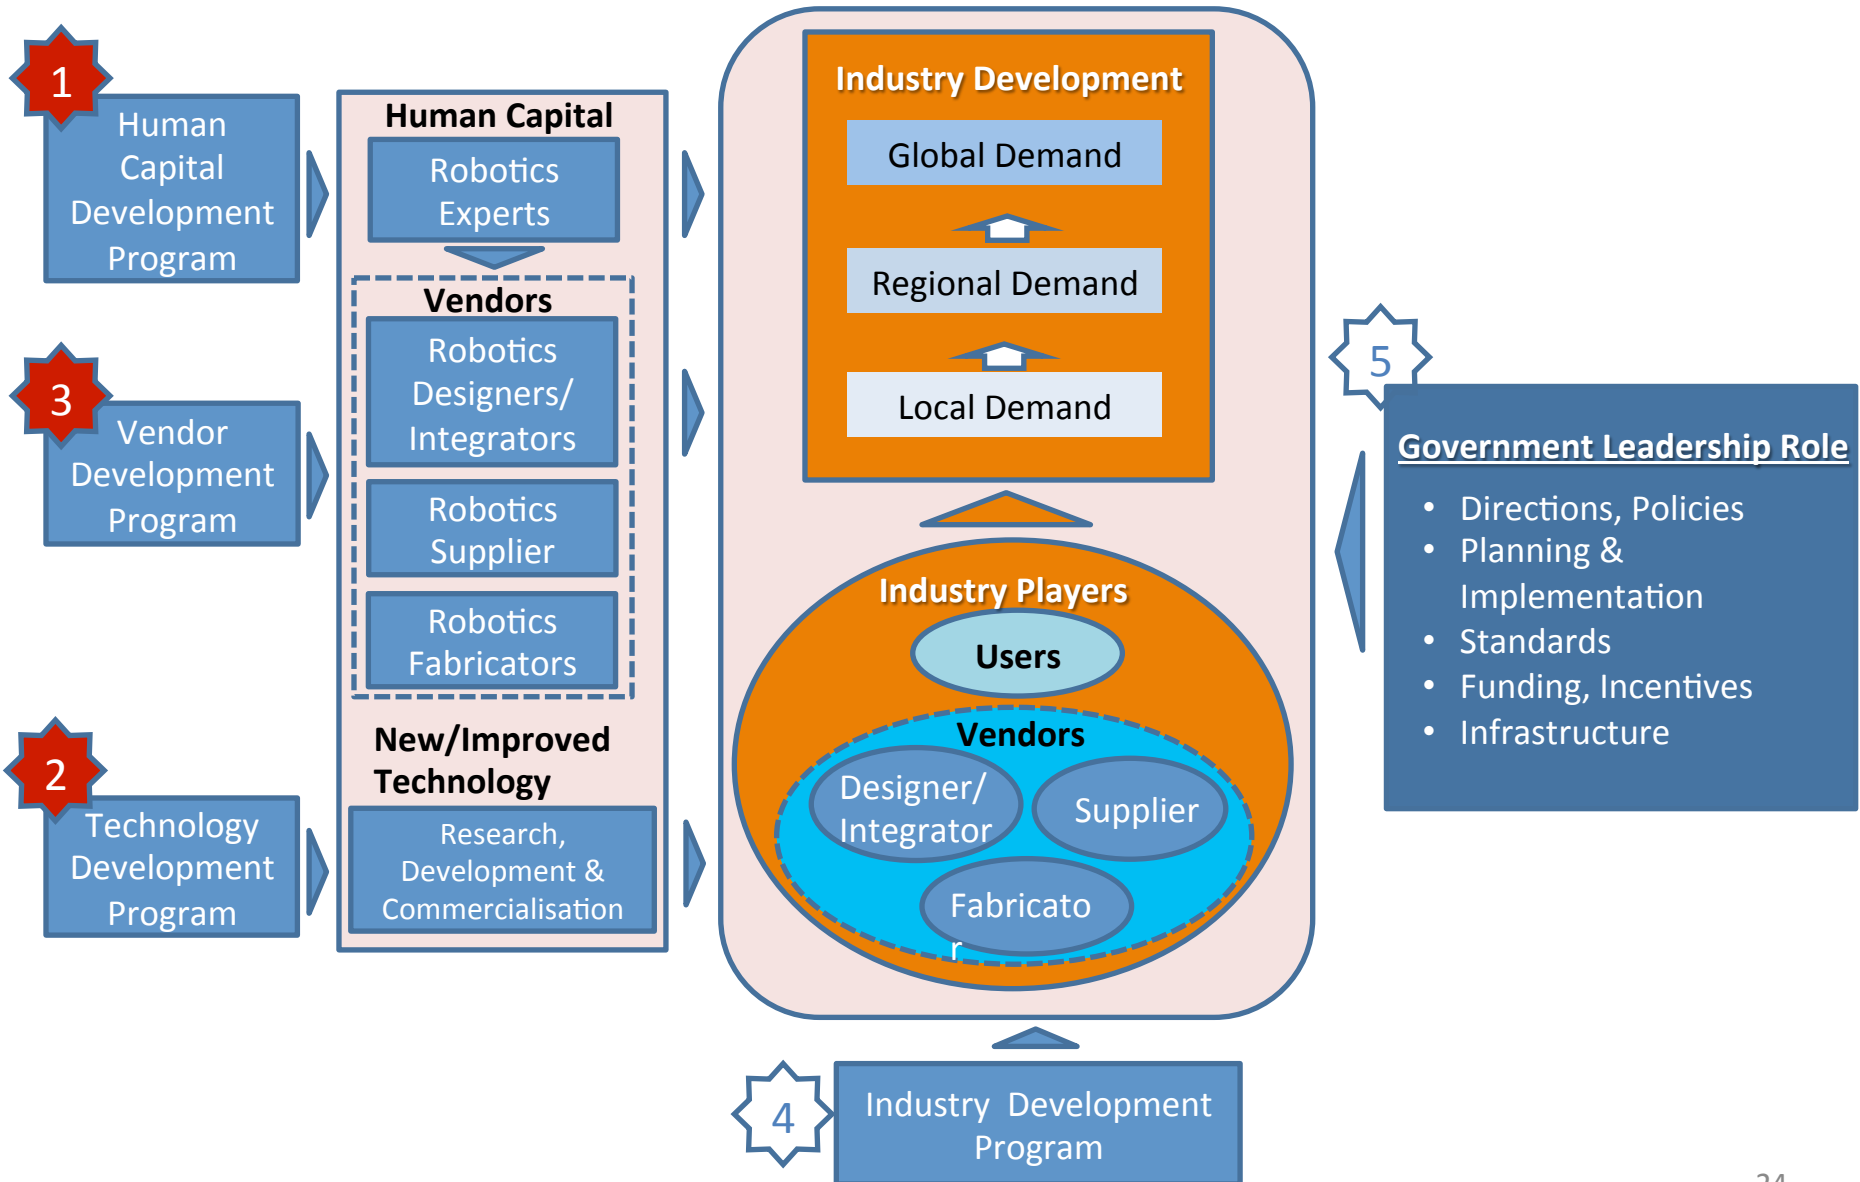 1
Human
Capital
Development
Program
3
Vendor
Development
Program
2
Technology
Development
Program
Human Capital
Robotics
Experts
Vendors
Robotics
Designers/
Integrators
Robotics
Supplier
Robotics
Fabricators
New/Improved
Technology
Research,
Development &
Commercialisation
Industry Development
Global Demand
Regional Demand
Local Demand
Industry Players
Users
Vendors
Designer/
Integrator
Supplier
Fabricato
r
4
Industry Development
Program
5
Government Leadership Role
• Directions, Policies
• Planning &
Implementation
• Standards
• Funding, Incentives
• Infrastructure